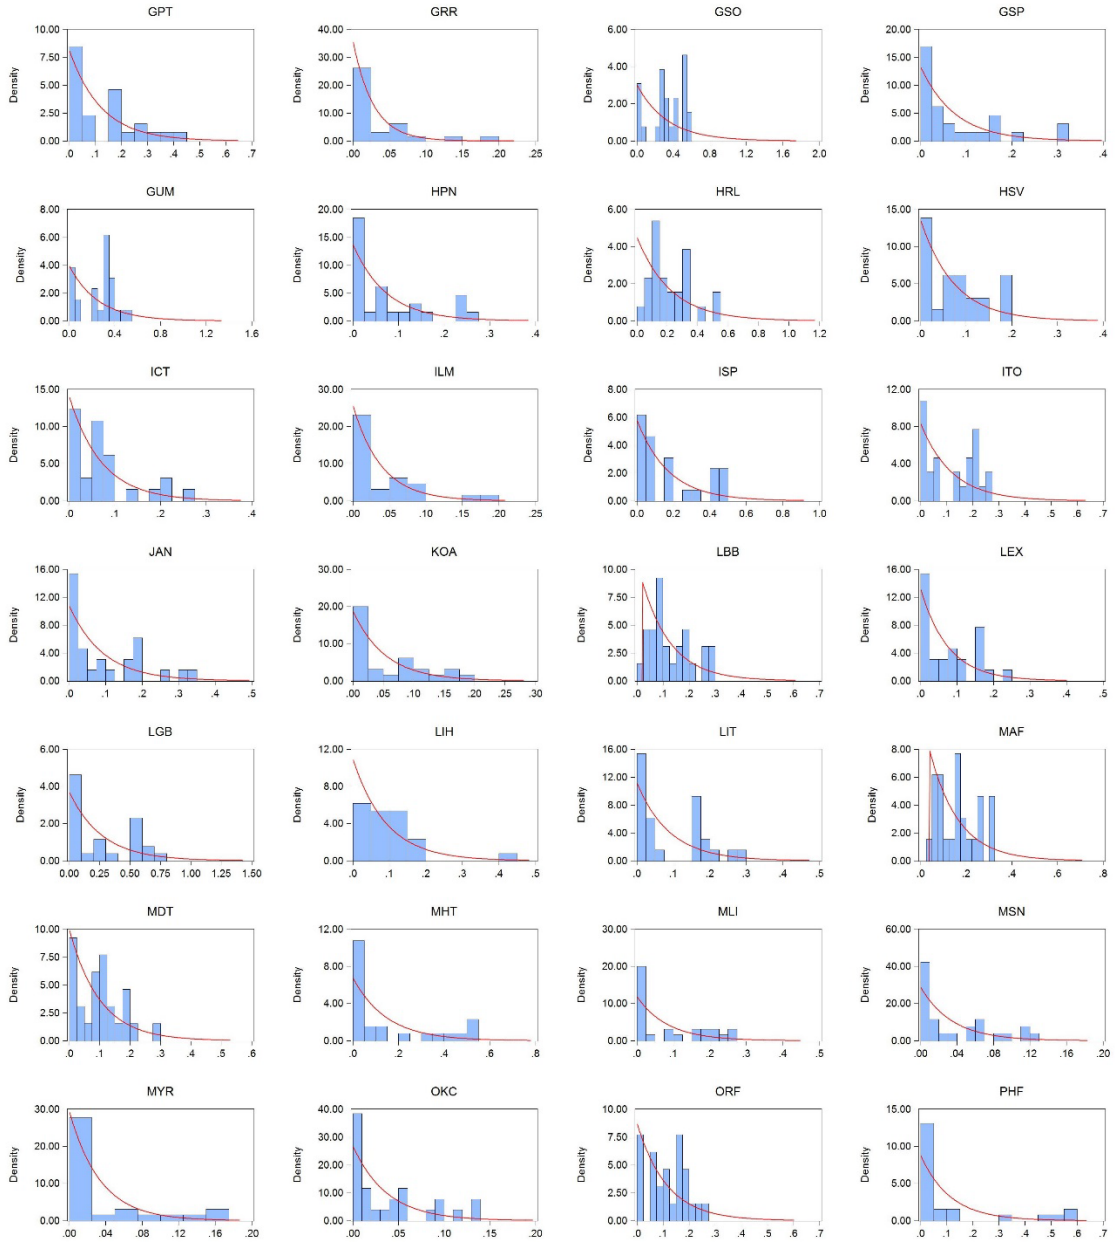 GPT
Density
10.00
7.50
5.00
2.50
0.00
.0 .1 .2 .3 .4 .5 .6 .7
GRR
Density
40.00
30.00
20.00
10.00
0.00
.00 .05 .10 .15 .20 .25
GSO
Density
6.00
4.00
2.00
0.00
0.0 0.4 0.8 1.2 1.6 2.0
GSP
Density
20.00
15.00
10.00
5.00
0.00
.0 .1 .2 .3 .4
GUM
Density
8.00
6.00
4.00
2.00
0.00
0.0 0.4 0.8 1.2 1.6
HPN
Density
20.00
15.00
10.00
5.00
0.00
.0 .1 .2 .3 .4
HRL
Density
6.00
4.00
2.00
0.00
0.0 0.2 0.4 0.6 0.8 1.0 1.2
HSV
Density
15.00
10.00
5.00
0.00
.0 .1 .2 .3 .4
ICT
Density
15.00
10.00
5.00
0.00
.0 .1 .2 .3 .4
ILM
Density
30.00
20.00
10.00
0.00
.00 .05 .10 .15 .20 .25
ISP
Density
8.00
6.00
4.00
2.00
0.00
0.0 0.2 0.4 0.6 0.8 1.0
ITO
Density
12.00
8.00
4.00
0.00
.0 .1 .2 .3 .4 .5 .6 .7
JAN
Density
16.00
12.00
8.00
4.00
0.00
.0 .1 .2 .3 .4 .5
KOA
Density
30.00
20.00
10.00
0.00
.00 .05 .10 .15 .20 .25 .30
LBB
Density
10.00
7.50
5.00
2.50
0.00
.0 .1 .2 .3 .4 .5 .6 .7
LEX
Density
16.00
12.00
8.00
4.00
0.00
.0 .1 .2 .3 .4 .5
LGB
Density
6.00
4.00
2.00
0.00
0.00 0.25 0.50 0.75 1.00 1.25 1.50
LIH
Density
12.00
8.00
4.00
0.00
.0 .1 .2 .3 .4 .5
LIT
Density
16.00
12.00
8.00
4.00
0.00
.0 .1 .2 .3 .4 .5
MAF
Density
8.00
6.00
4.00
2.00
0.00
.0 .2 .4 .6 .8
MDT
Density
10.00
7.50
5.00
2.50
0.00
.0 .1 .2 .3 .4 .5 .6
MHT
Density
12.00
8.00
4.00
0.00
.0 .2 .4 .6 .8
MLI
Density
30.00
20.00
10.00
0.00
.0 .1 .2 .3 .4 .5
MSN
Density
60.00
40.00
20.00
0.00
.00 .04 .08 .12 .16 .20
MYR
Density
30.00
20.00
10.00
0.00
.00 .04 .08 .12 .16 .20
OKC
Density
40.00
30.00
20.00
10.00
0.00
.00 .05 .10 .15 .20
ORF
Density
10.00
7.50
5.00
2.50
0.00
.0 .1 .2 .3 .4 .5 .6 .7
PHF
Density
15.00
10.00
5.00
0.00
.0 .1 .2 .3 .4 .5 .6 .7